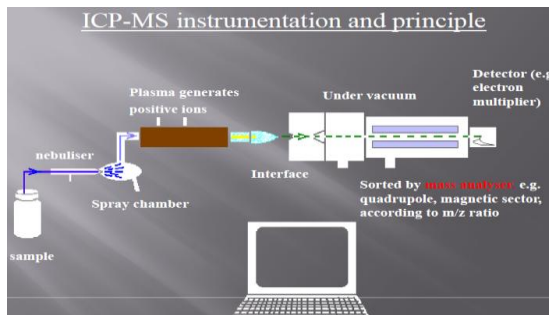 ICP-MS instrumentation and principle
Plasma generates
positive ions
Under vacuum
Detector (e.g.
electron
multiplier)
nebuliser
Interface
Spray chamber
Sorted by mass analyser e.g.
quadrupole, magnetic sector,
according to m/z ratio
sample